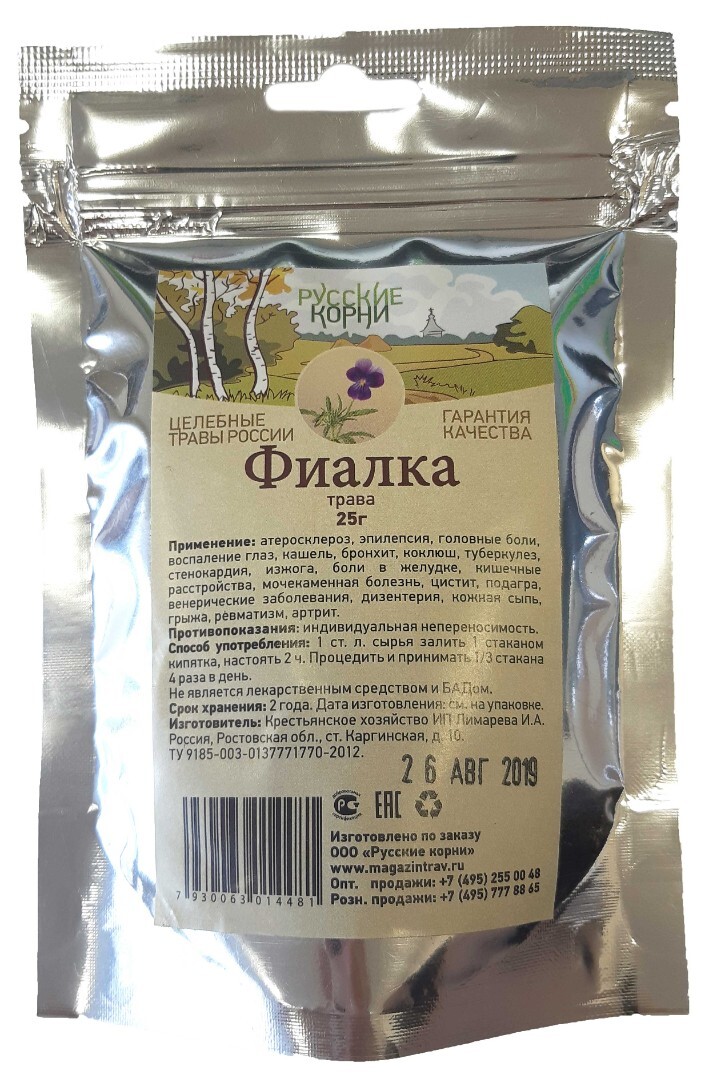 РУССКИЕ
КОРНИ
ЦЕЛЕБНЫЕ
ТРАВЫ РОССИИ
ГАРАНТИЯ
КАЧЕСТВА
Фиалка
трава
25г
Применение: атеросклероз, эпилепсия, головные боли,
воспаление глаз, кашель, бронхит, коклюш, туберкулез,
стенокардия, изжога, боли в желудке, кишечные
расстройства, мочекаменная болезнь, цистит, подагра,
венерические заболевания, дизентерия, кожная сыпь,
грыжа, ревматизм, артрит.
Противопоказания: индивидуальная непереносимость.
Способ употребления: 1 ст. л. сырья залить 1 стаканом
кипятка, настоять 2 ч. Процедить и принимать 1/3 стакана
4 раза в день.
Не является лекарственным средством и БАДом.
Срок хранения: 2 года. Дата изготовления: см. на упаковке.
Изготовитель: Крестьянское хозяйство ИП Лимарева И.А.
Россия, Ростовская обл., ст. Каргинская, д. 10.
ТУ 9185-003-0137771770-2012.
26 АВГ 2019
ЕАС
Изготовлено по заказу
ООО «Русские корни»
www.magazintrav.ru
Опт. продажи: +7 (495) 255 00 48
Розн. продажи: +7 (495) 777 88 65
7 930063 014481